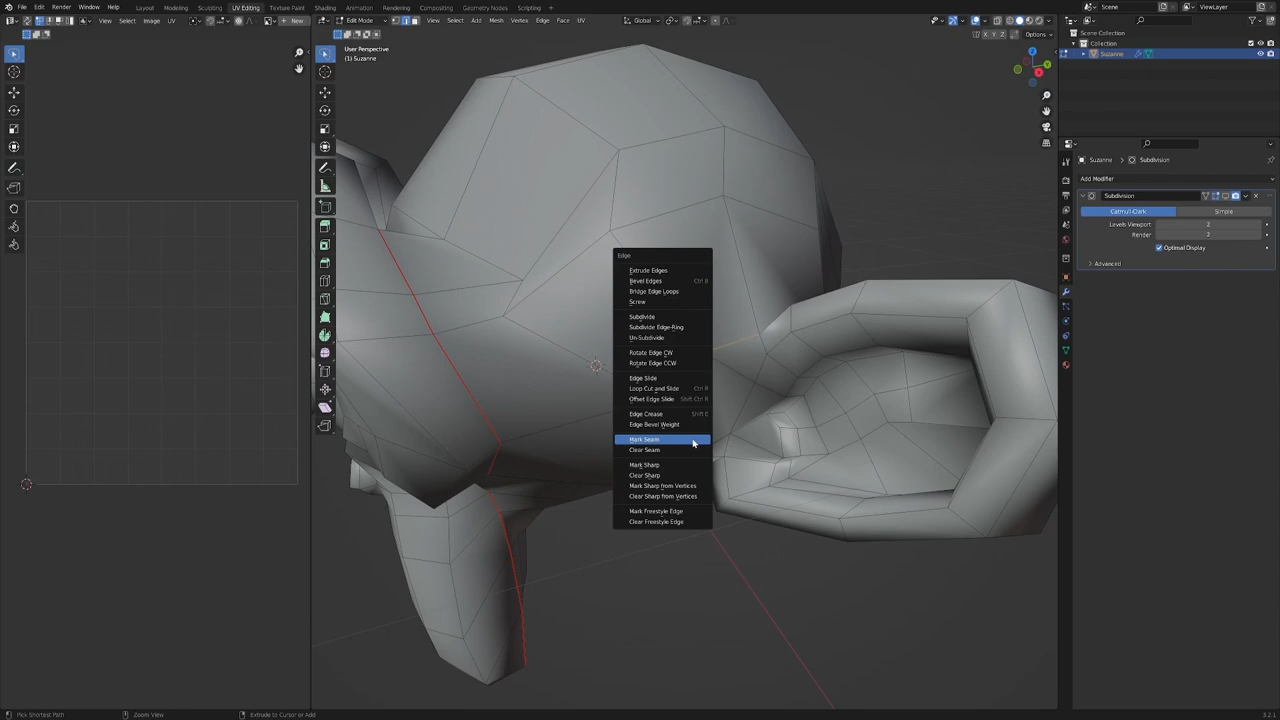 File Edit Render Window Help Layout Modeling Sculpting UV Editing Texture Paint Shading Animation Rendering Compositing Geometry Nodes Scripting + Scene ViewLayer
View Select Image UV New Edit Mode View Select Add Mesh Vertex Edge Face UV Global
X Y Z Options
User Perspective
(1) Suzanne
Scene Collection
Collection
Suzanne
Suzanne > Subdivision
Add Modifier
Subdivision
Catmull-Clark Simple
Levels Viewport 2
Render 2
Optimal Display
Advanced
Edge
Extrude Edges
Bevel Edges Ctrl B
Bridge Edge Loops
Screw
Subdivide
Subdivide Edge-Ring
Un-Subdivide
Rotate Edge CW
Rotate Edge CCW
Edge Slide
Loop Cut and Slide Ctrl R
Offset Edge Slide Shift Ctrl R
Edge Crease Shift E
Edge Bevel Weight
Mark Seam
Clear Seam
Mark Sharp
Clear Sharp
Mark Sharp from Vertices
Clear Sharp from Vertices
Mark Freestyle Edge
Clear Freestyle Edge
Pick Shortest Path Zoom View Extrude to Cursor or Add 3.2.1